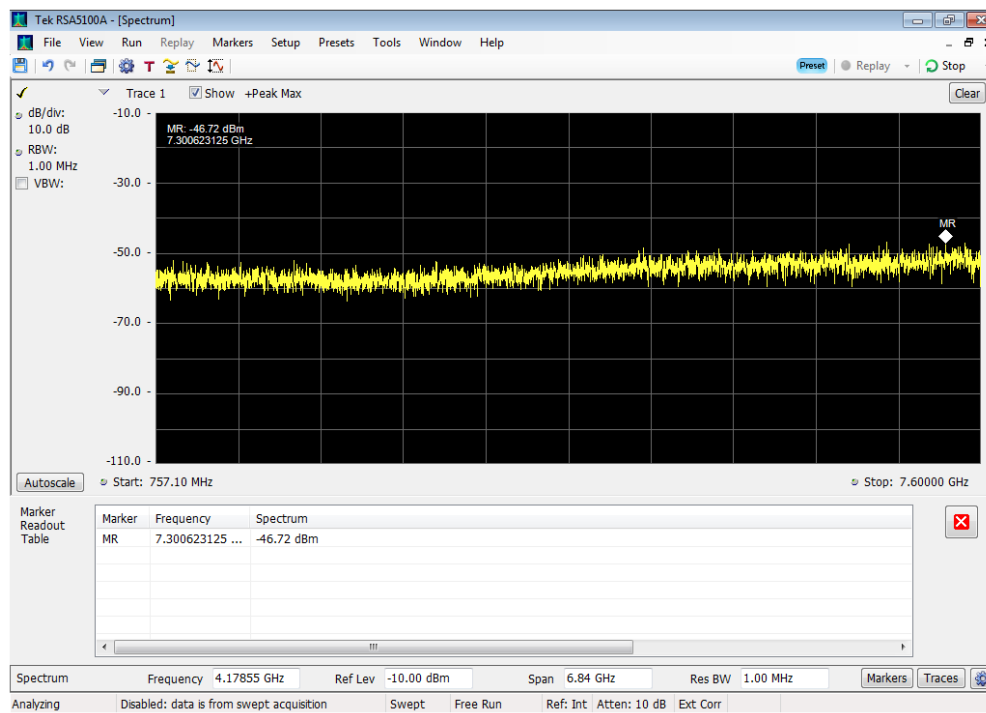 Tek RSA5100A - [Spectrum]
File View Run Replay Markers Setup Presets Tools Window Help
T Preset Replay Stop
Trace 1 Show +Peak Max Clear
dB/div:
10.0 dB
RBW:
1.00 MHz
VBW:
-10.0 -
MR: -46.72 dBm
7.300623125 GHz
-30.0 -
MR
-50.0 -
-70.0 -
-90.0 -
-110.0 -
Autoscale Start: 757.10 MHz Stop: 7.60000 GHz
Marker
Readout
Table
Marker Frequency Spectrum
MR 7.300623125 ... -46.72 dBm
Spectrum Frequency 4.17855 GHz Ref Lev -10.00 dBm Span 6.84 GHz Res BW 1.00 MHz Markers Traces
Analyzing Disabled: data is from swept acquisition Swept Free Run Ref: Int Atten: 10 dB Ext Corr